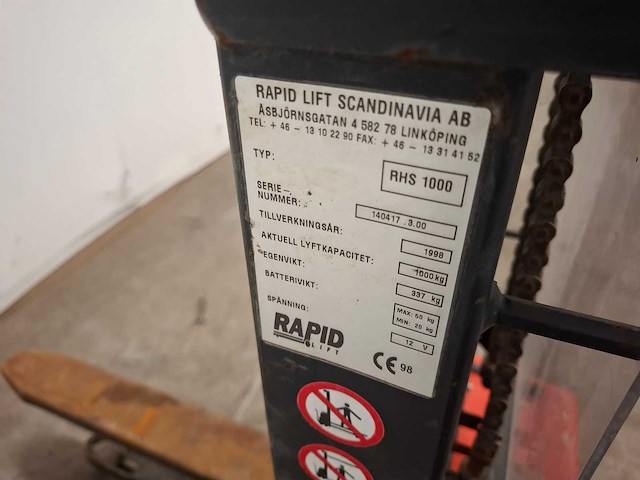 RAPID LIFT SCANDINAVIA AB
ÅSBJÖRNSGATAN 4 582 78 LINKÖPING
TEL: + 46 - 13 10 22 90 FAX: + 46 - 13 31 41 52
TYP: RHS 1000
SERIE-
NUMMER: 140417 .3.00
TILLVERKNINGSÅR: 1998
AKTUELL LYFTKAPACITET: 1000 kg
EGENVIKT: 337 kg
BATTERIVIKT: MAX: 50 kg
MIN: 20 kg
SPÄNNING: 12 V
RAPID
LIFT
CE 98